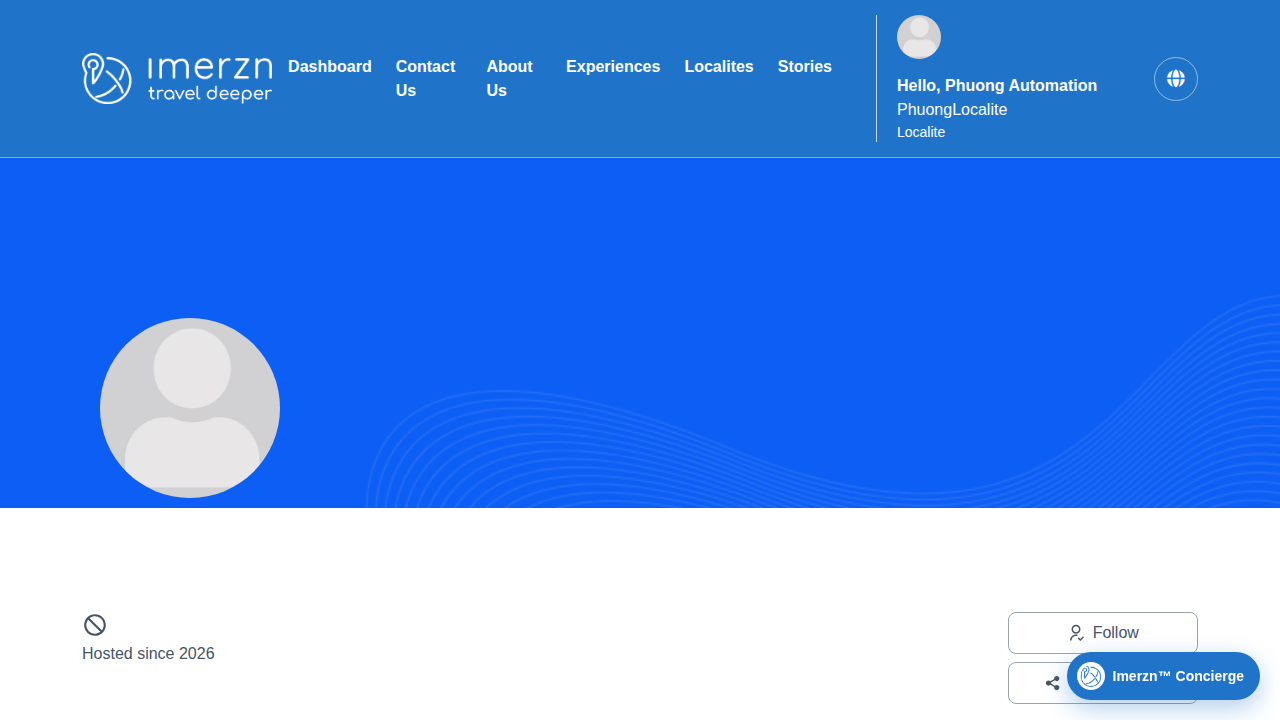 imerzn
travel deeper
Dashboard
Contact Us
About Us
Experiences
Localites
Stories
Hello, Phuong Automation
PhuongLocalite
Localite
Hosted since 2026
Follow
Imerzn™ Concierge